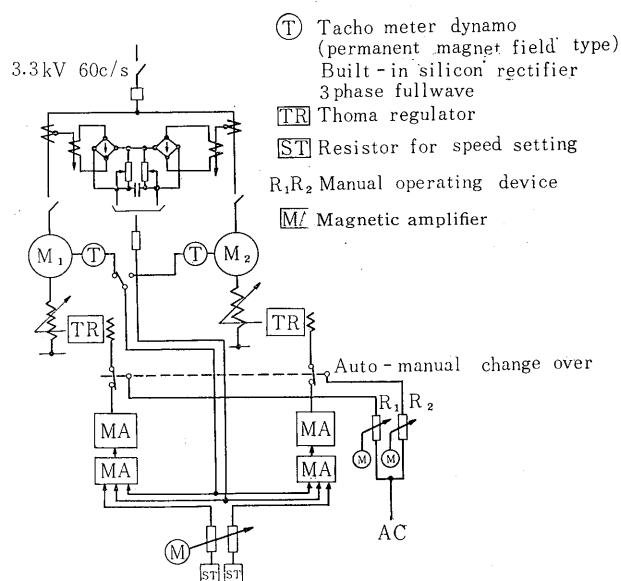 T Tacho meter dynamo
(permanent magnet field type)
Built-in silicon rectifier
3 phase fullwave
TR Thoma regulator
ST Resistor for speed setting
R₁R₂ Manual operating device
MA Magnetic amplifier
3.3kV 60c/s
M₁
T
T
M₂
TR
TR
Auto-manual change over
R₁
R₂
MA
MA
M
M
MA
MA
AC
M
ST
ST